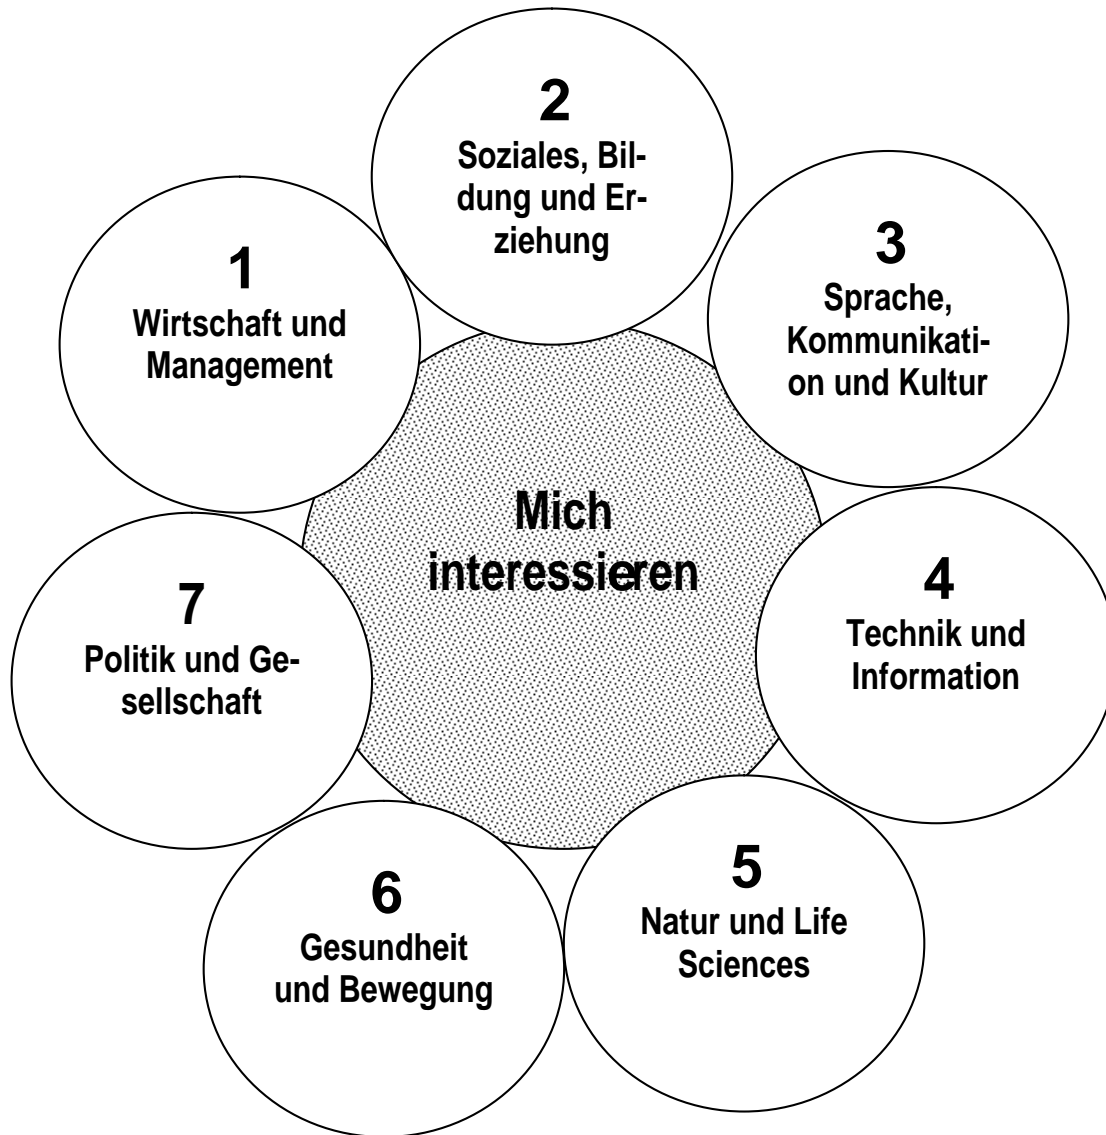 2
Soziales, Bil-
dung und Er-
ziehung
1
Wirtschaft und
Management
3
Sprache,
Kommunikati-
on und Kultur
Mich
interessieren
7
Politik und Ge-
sellschaft
4
Technik und
Information
6
Gesundheit
und Bewegung
5
Natur und Life
Sciences